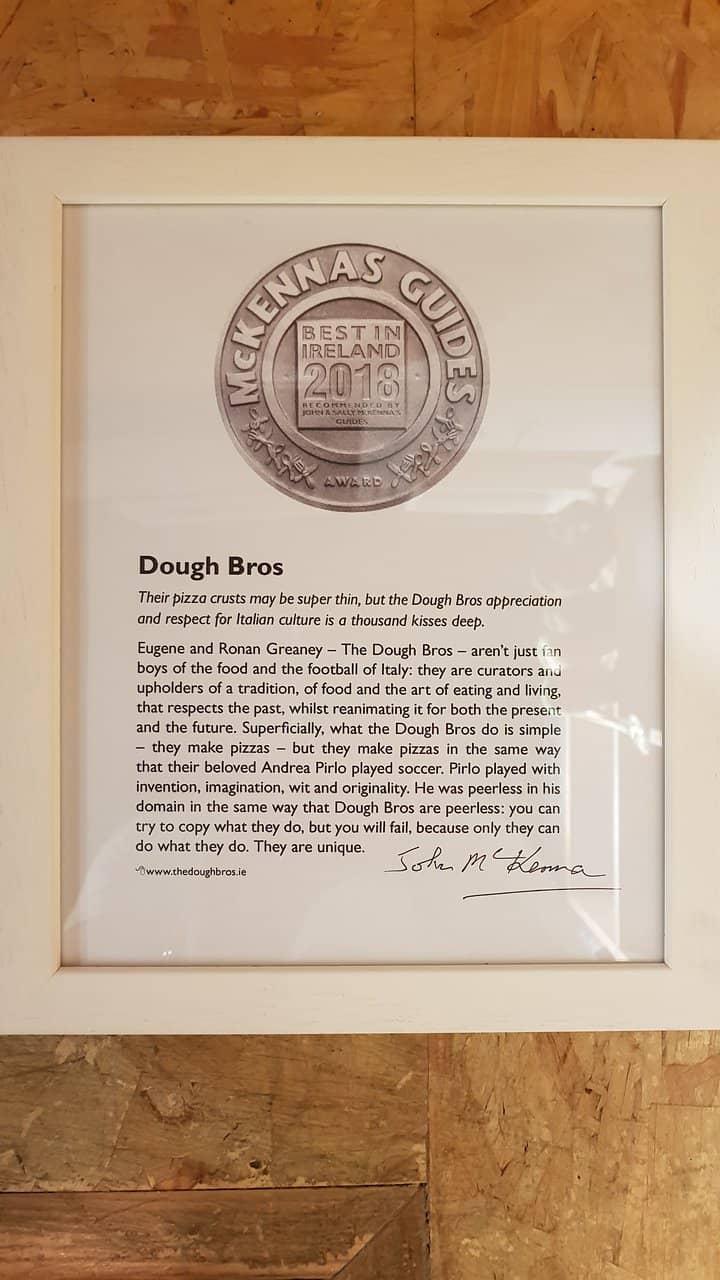 McKENNAS GUIDES
BEST IN
IRELAND
2018
RECOMMENDED BY
JOHN & SALLY McKENNA'S
GUIDES
AWARD
Dough Bros
Their pizza crusts may be super thin, but the Dough Bros appreciation
and respect for Italian culture is a thousand kisses deep.
Eugene and Ronan Greaney – The Dough Bros – aren't just fan
boys of the food and the football of Italy: they are curators and
upholders of a tradition, of food and the art of eating and living,
that respects the past, whilst reanimating it for both the present
and the future. Superficially, what the Dough Bros do is simple
– they make pizzas – but they make pizzas in the same way
that their beloved Andrea Pirlo played soccer. Pirlo played with
invention, imagination, wit and originality. He was peerless in his
domain in the same way that Dough Bros are peerless: you can
try to copy what they do, but you will fail, because only they can
do what they do. They are unique.
John McKenna
www.thedoughbros.ie